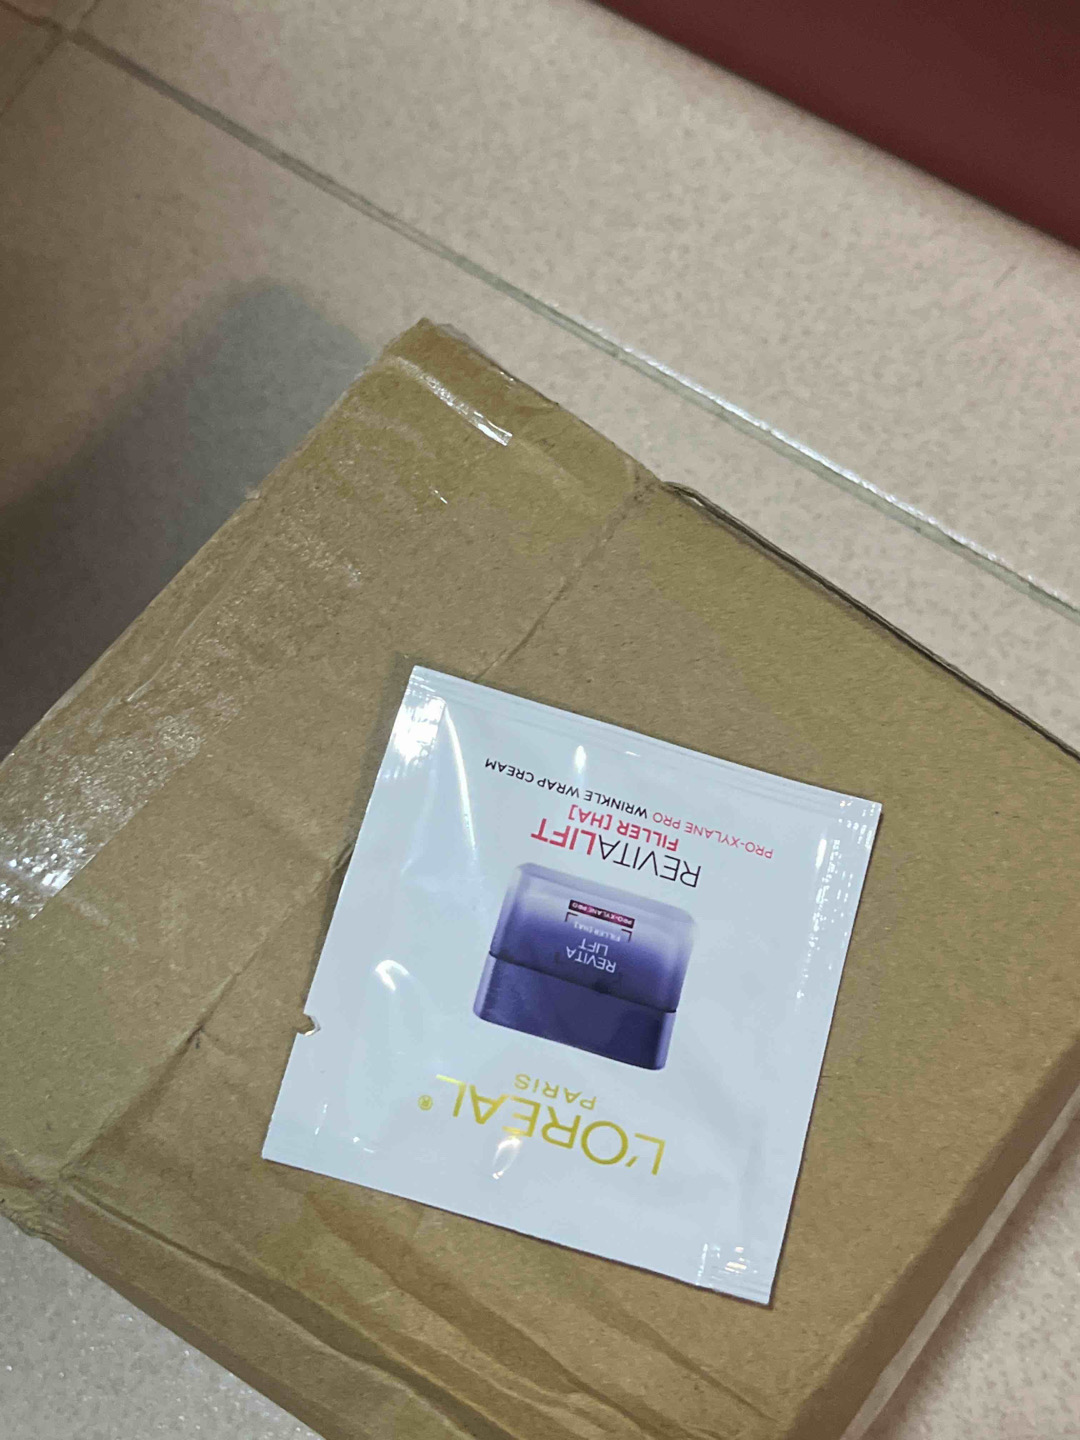 L'ORÉAL®
PARIS
REVITA
LIFT
FILLER [HA]
PRO-XYLANE PRO
REVITALIFT
FILLER [HA]
PRO-XYLANE PRO WRINKLE WRAP CREAM